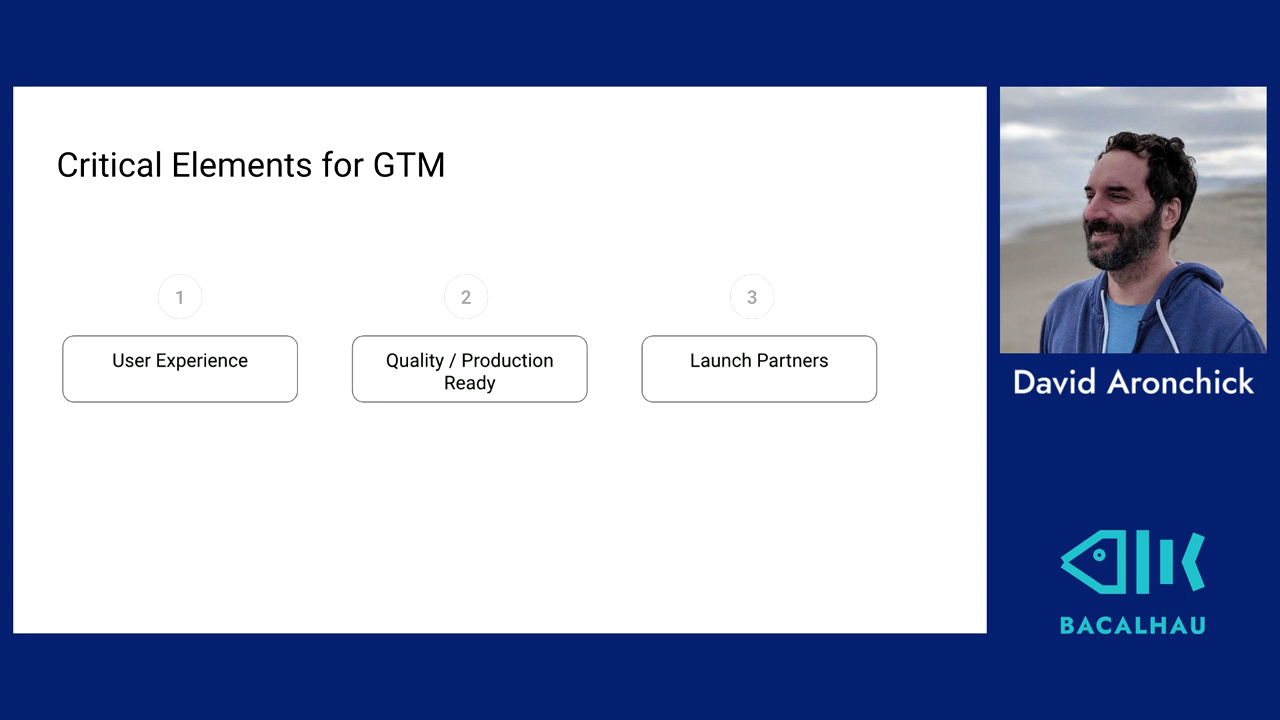 Critical Elements for GTM
1
User Experience
2
Quality / Production
Ready
3
Launch Partners
David Aronchick
BACALHAU